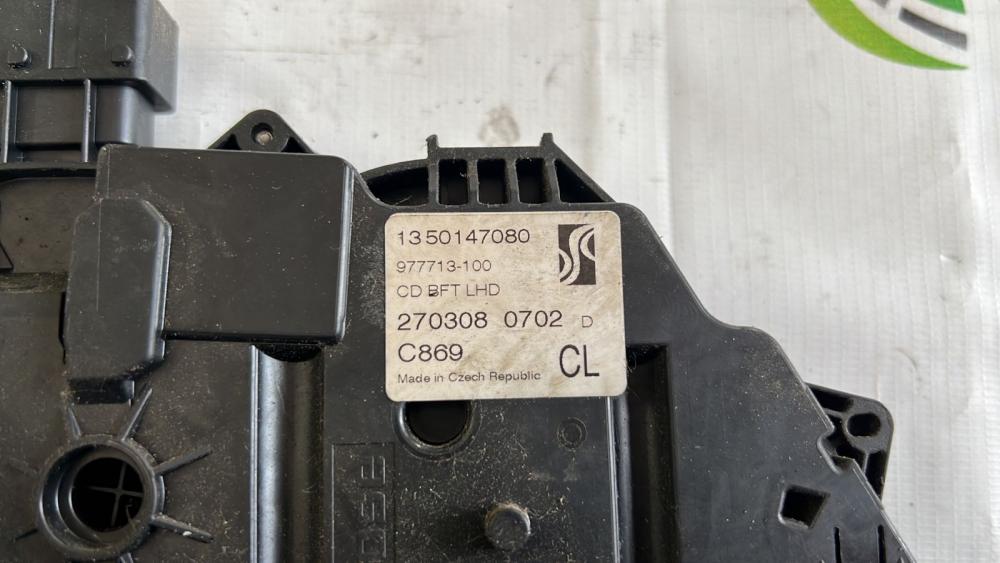 1350147080
977713-100
CD BFT LHD
270308 0702 D
C869
CL
Made in Czech Republic